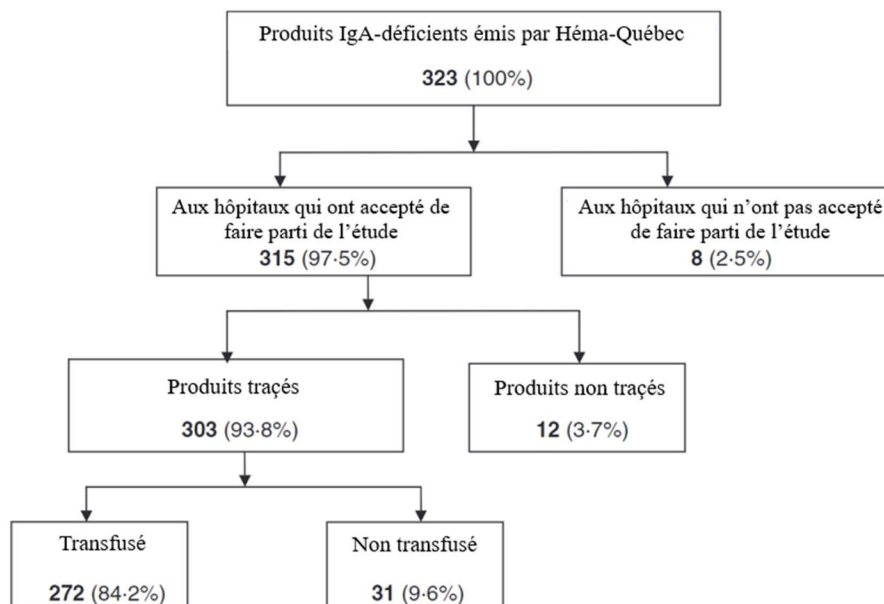 Produits IgA-déficients émis par Héma-Québec
323 (100%)
Aux hôpitaux qui ont accepté de
faire parti de l'étude
315 (97·5%)
Aux hôpitaux qui n'ont pas accepté
de faire parti de l'étude
8 (2·5%)
Produits traçés
303 (93·8%)
Produits non traçés
12 (3·7%)
Transfusé
272 (84·2%)
Non transfusé
31 (9·6%)